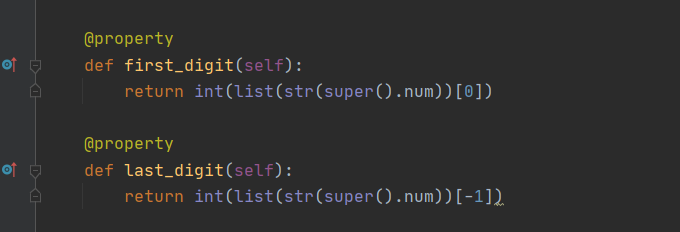 @property
def first_digit(self):
return int(list(str(super().num))[0])
@property
def last_digit(self):
return int(list(str(super().num))[-1])